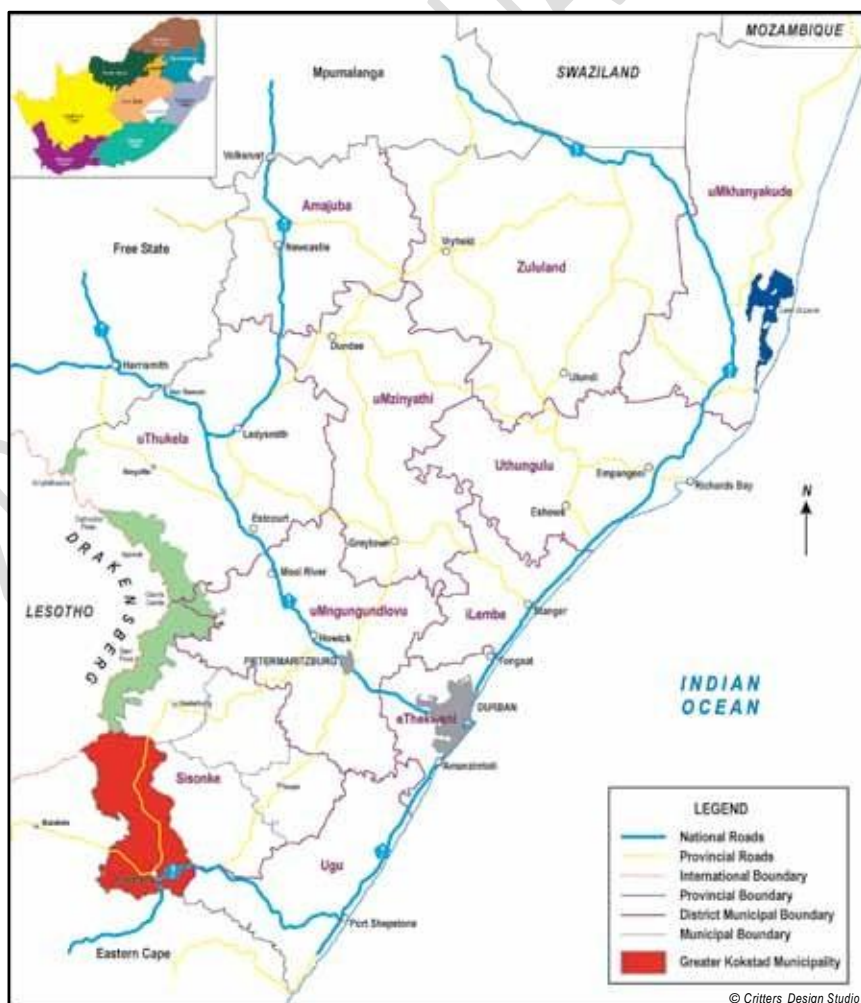 MOZAMBIQUE
Mpumalanga
SWAZILAND
Volksrust
uMkhanyakude
Amajuba
Newcastle
Vryheid
Free State
Zululand
Dundee
Harrismith
Ulundi
uMzinyathi
Ladysmith
uThukela
Uthungulu
Empangeni
Richards Bay
Eshowe
N
Estcourt
Greytown
DRAKENSBERG
Mooi River
LESOTHO
uMngungundlovu
iLembe
Stanger
Howick
PIETERMARITZBURG
Tongaat
INDIAN
OCEAN
eThekwini
DURBAN
Amanzimtoti
Sisonke
Ugu
Port Shepstone
Eastern Cape
LEGEND
National Roads
Provincial Roads
International Boundary
Provincial Boundary
District Municipal Boundary
Municipal Boundary
Greater Kokstad Municipality
© Critters Design Studio